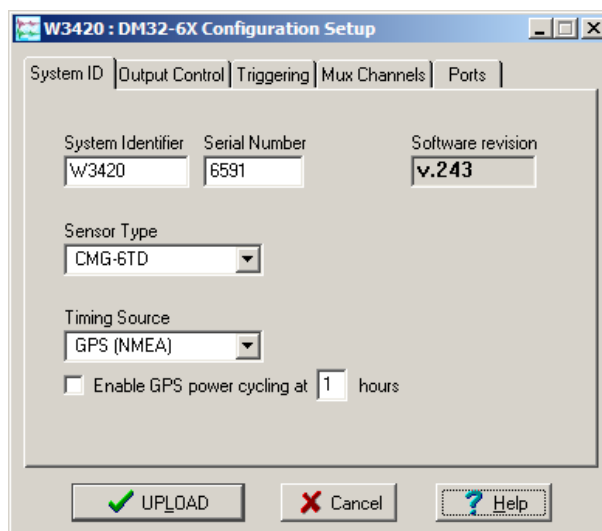 W3420 : DM32-6X Configuration Setup
System ID Output Control Triggering Mux Channels Ports
System Identifier Serial Number Software revision
W3420 6591 v.243
Sensor Type
CMG-6TD
Timing Source
GPS (NMEA)
Enable GPS power cycling at 1 hours
UPLOAD Cancel Help